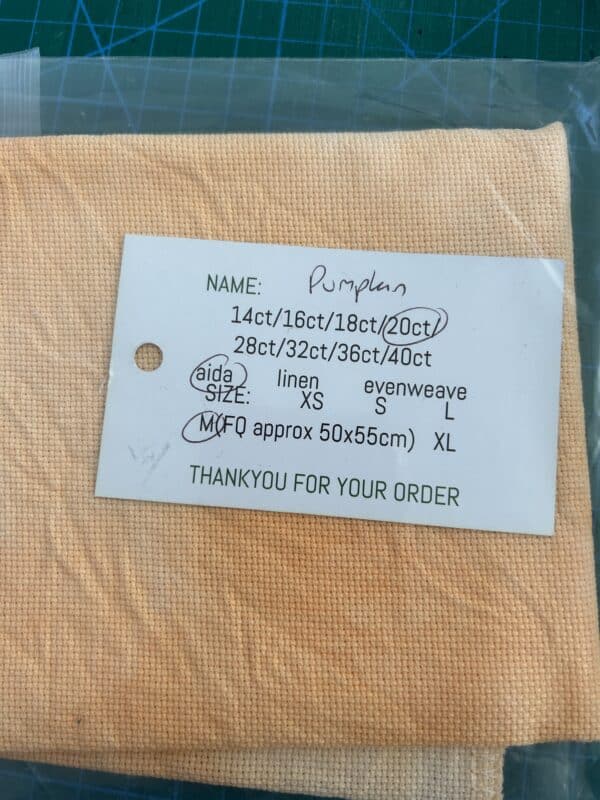 NAME: Pumpkin
14ct/16ct/18ct/20ct/
28ct/32ct/36ct/40ct
aida linen evenweave
SIZE: XS S L
M(FQ approx 50x55cm) XL
THANKYOU FOR YOUR ORDER